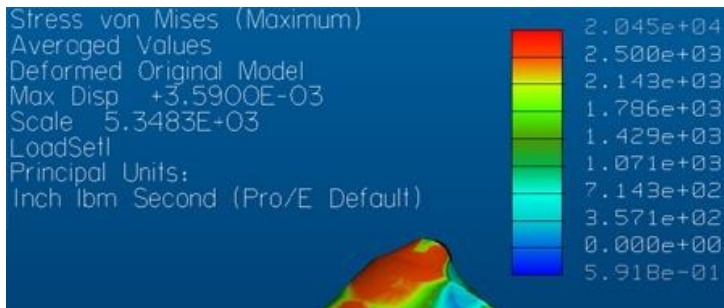 Stress von Mises (Maximum)
Averaged Values
Deformed Original Model
Max Disp +3.5900E-03
Scale 5.3483E+03
LoadSet1
Principal Units:
Inch lbm Second (Pro/E Default)
2.045e+04
2.500e+03
2.143e+03
1.786e+03
1.429e+03
1.071e+03
7.143e+02
3.571e+02
0.000e+00
5.918e-01